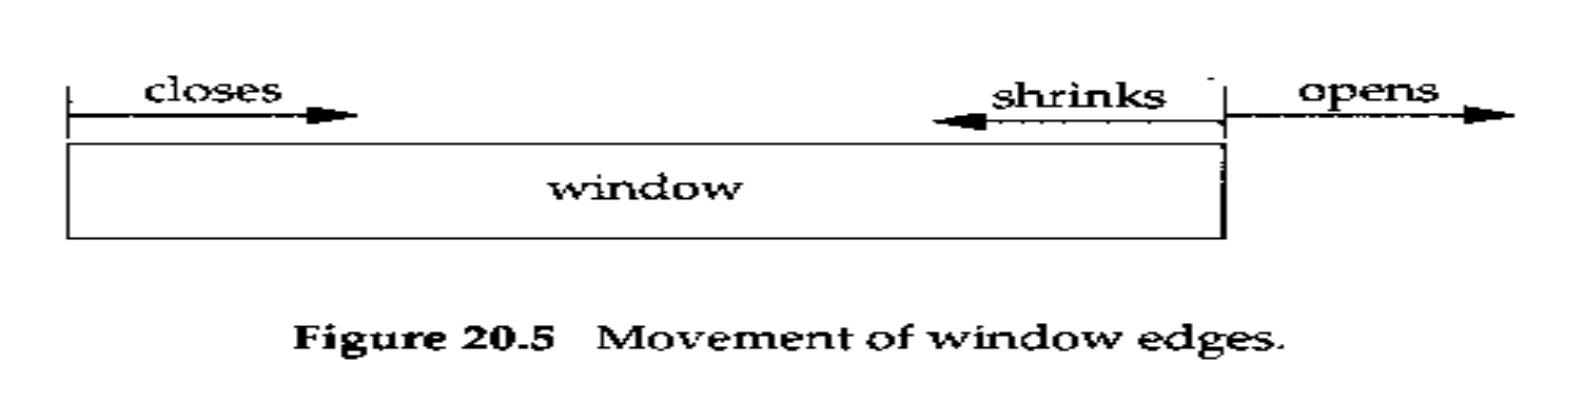 closes shrinks opens
window
Figure 20.5 Movement of window edges.